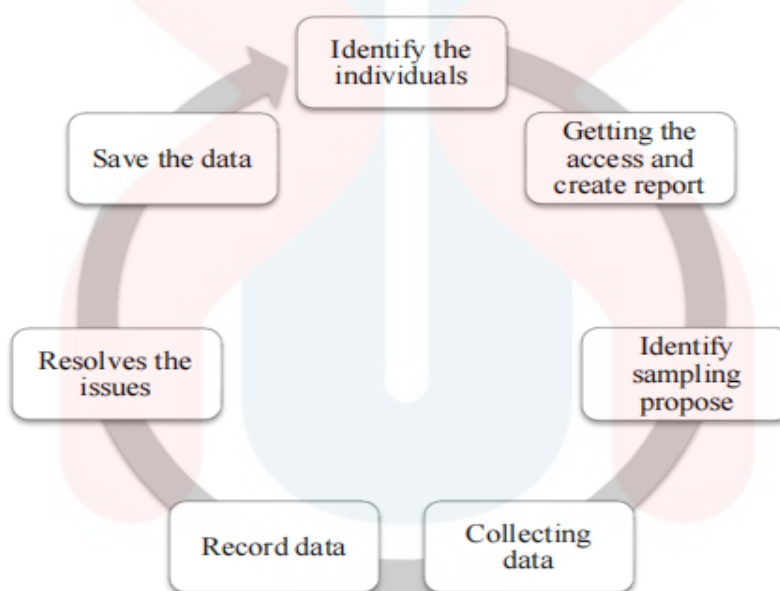 Identify the
individuals
Getting the
access and
create report
Identify
sampling
propose
Collecting
data
Record data
Resolves the
issues
Save the data